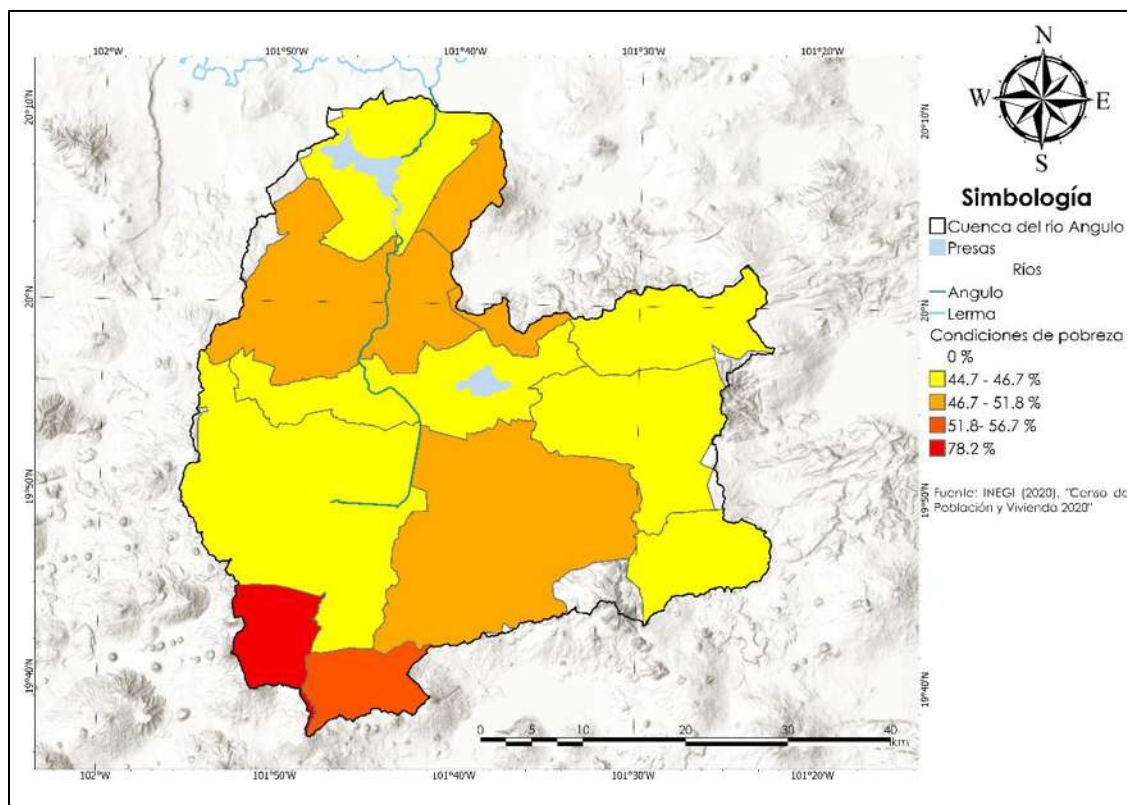 102°W 101°50'W 101°40'W 101°30'W 101°20'W
N
W E
S
20°10'N 20°10'N
20°N 20°N
19°50'N 19°50'N
19°40'N 19°40'N
Simbología
Cuenca del río Angulo
Presas
Ríos
Angulo
Lerma
Condiciones de pobreza
0 %
44.7 - 46.7 %
46.7 - 51.8 %
51.8- 56.7 %
78.2 %
Fuente: INEGI (2020), "Censo de
Población y Vivienda 2020"
0 5 10 20 30 40
km
102°W 101°50'W 101°40'W 101°30'W 101°20'W